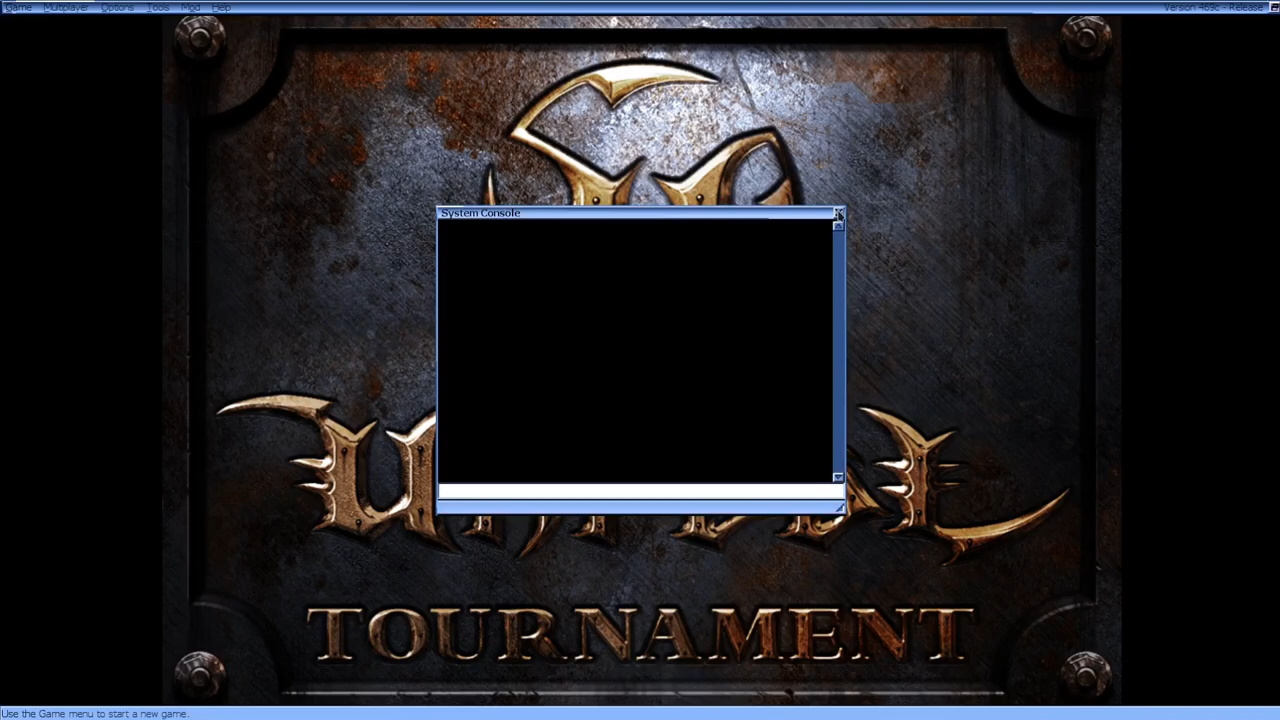 Game Multiplayer Options Tools Mod Help Version 469c - Release
System Console
UNREAL
TOURNAMENT
Use the Game menu to start a new game.